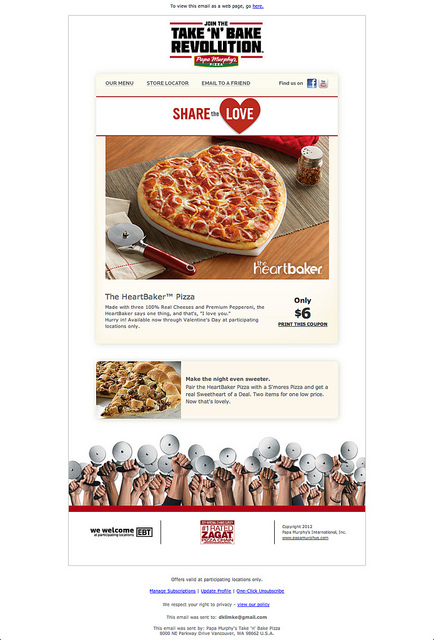 To view this email as a web page, go here.
JOIN THE
TAKE 'N' BAKE
REVOLUTION.
Papa Murphy's
PIZZA
OUR MENU STORE LOCATOR EMAIL TO A FRIEND Find us on
SHARE the LOVE
the heartbaker
The HeartBaker™ Pizza
Made with three 100% Real Cheeses and Premium Pepperoni, the
HeartBaker says one thing, and that's, "I love you."
Hurry in! Available now through Valentine's Day at participating
locations only.
Only
$6
PRINT THIS COUPON
Make the night even sweeter.
Pair the HeartBaker Pizza with a S'mores Pizza and get a
real Sweetheart of a Deal. Two items for one low price.
Now that's lovely.
we welcome EBT
at participating locations
#1 RATED
ZAGAT
PIZZA CHAIN
Copyright 2012
Papa Murphy's International, Inc.
www.papamurphys.com
Offers valid at participating locations only.
Manage Subscriptions | Update Profile | One-Click Unsubscribe
We respect your right to privacy - view our policy
This email was sent to: dklimke@gmail.com
This email was sent by: Papa Murphy's Take 'n' Bake Pizza
8000 NE Parkway Drive Vancouver, WA 98662 U.S.A.